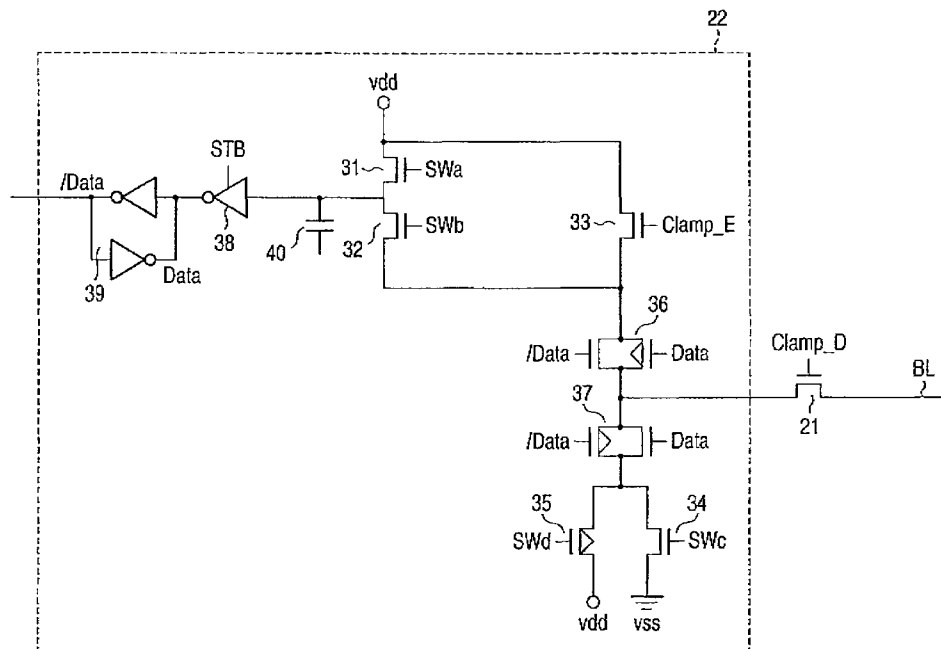 22
vdd
STB
31
SWa
/Data
38
40
32
SWb
33
Clamp_E
39
Data
36
/Data
Data
Clamp_D
BL
21
37
/Data
Data
35
34
SWd
SWc
vdd
vss